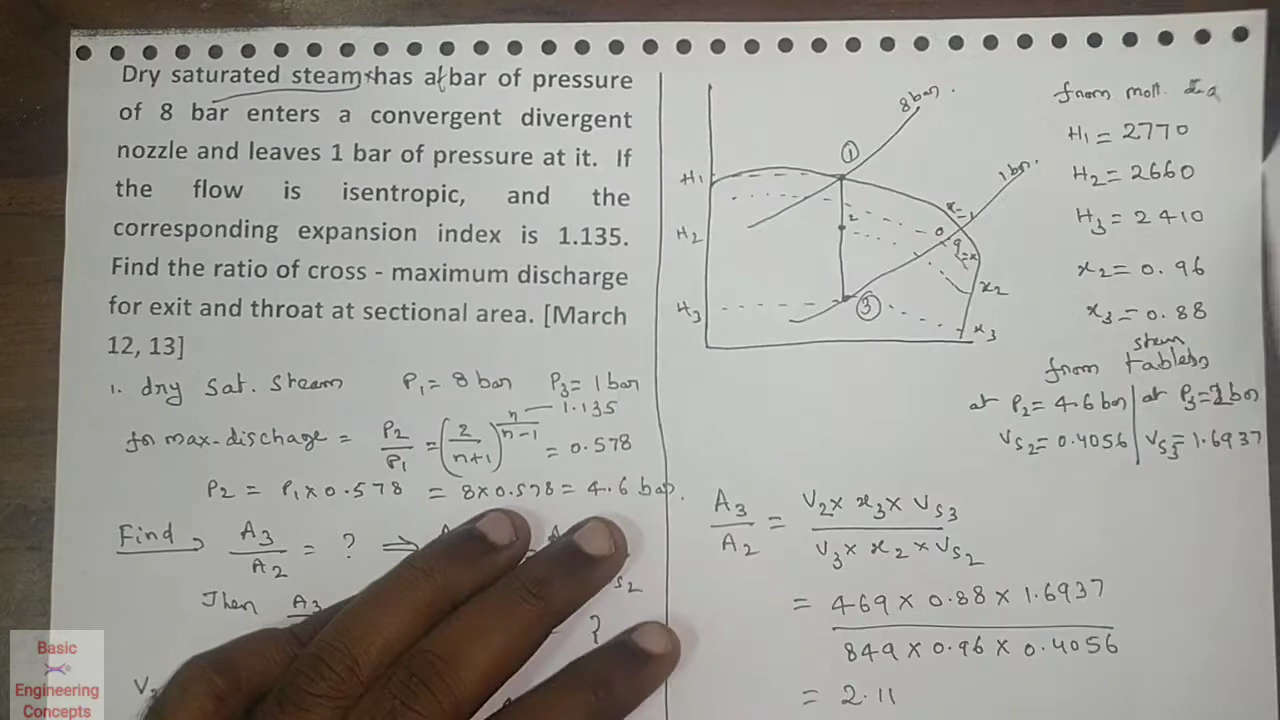 Dry saturated steam has a bar of pressure
of 8 bar enters a convergent divergent
nozzle and leaves 1 bar of pressure at it. If
the flow is isentropic, and the
corresponding expansion index is 1.135.
Find the ratio of cross - maximum discharge
for exit and throat at sectional area. [March
12, 13]
1. dry Sat. Steam P1 = 8 bar P3 = 1 bar
for max-dischage = P2/P1 = (2/n+1)^n/n-1 = 0.578
n — 1.135
P2 = P1 x 0.578 = 8x0.578 = 4.6 bar.
Find A3/A2 = ? ⇒
Then A3
s2
= ?
8 bar.
1 bar.
H1
H2
H3
1
2
3
x=1
x2
x3
from moll. dia
H1 = 2770
H2 = 2660
H3 = 2410
x2 = 0.96
x3 = 0.88
from steam tables
at P2 = 4.6 bar | at P3 = 1 bar
Vs2 = 0.4056 | Vs3 = 1.6937
A3/A2 = V2 x x3 x Vs3 / V3 x x2 x Vs2
= 469 x 0.88 x 1.6937 / 849 x 0.96 x 0.4056
= 2.11
Basic
Engineering
Concepts